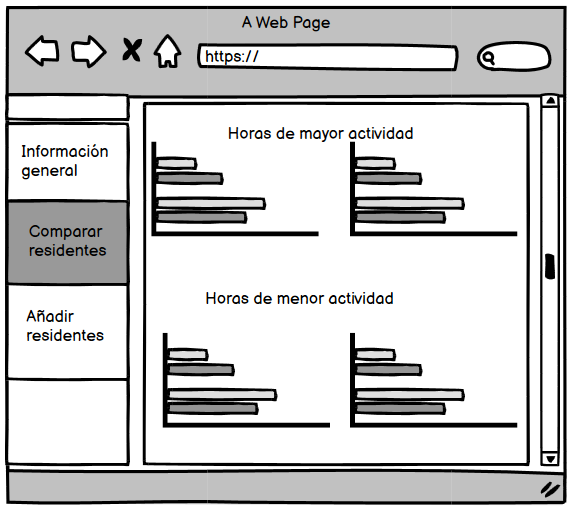 A Web Page
https://
Información
general
Comparar
residentes
Añadir
residentes
Horas de mayor actividad
Horas de menor actividad